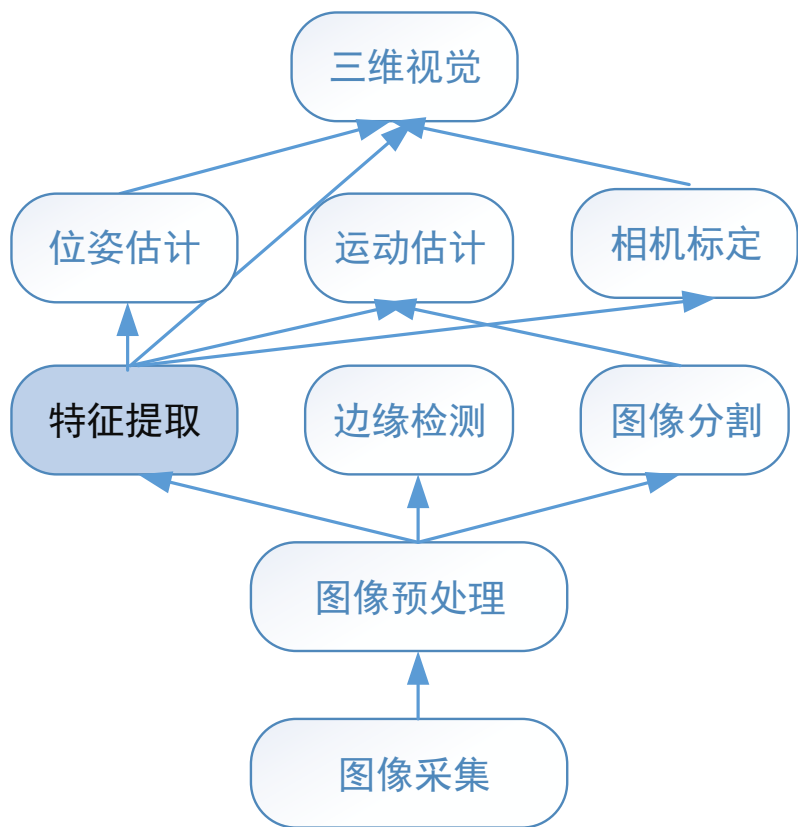 三维视觉
位姿估计
运动估计
相机标定
特征提取
边缘检测
图像分割
图像预处理
图像采集